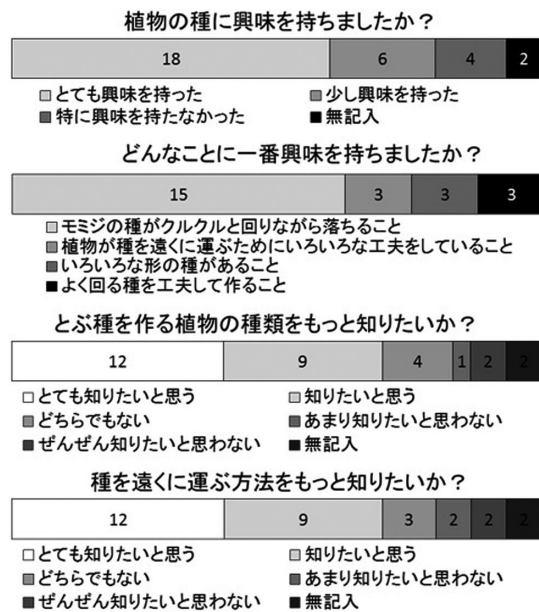 植物の種に興味を持ちましたか？
18 6 4 2
とても興味を持った 少し興味を持った
特に興味を持たなかった 無記入
どんなことに一番興味を持ちましたか？
15 3 3 3
モミジの種がクルクルと回りながら落ちること
植物が種を遠くに運ぶためにいろいろな工夫をしていること
いろいろな形の種があること
よく回る種を工夫して作ること
とぶ種を作る植物の種類をもっと知りたいか？
12 9 4 1 2 2
とても知りたいと思う 知りたいと思う
どちらでもない あまり知りたいと思わない
ぜんぜん知りたいと思わない 無記入
種を遠くに運ぶ方法をもっと知りたいか？
12 9 3 2 2 2
とても知りたいと思う 知りたいと思う
どちらでもない あまり知りたいと思わない
ぜんぜん知りたいと思わない 無記入